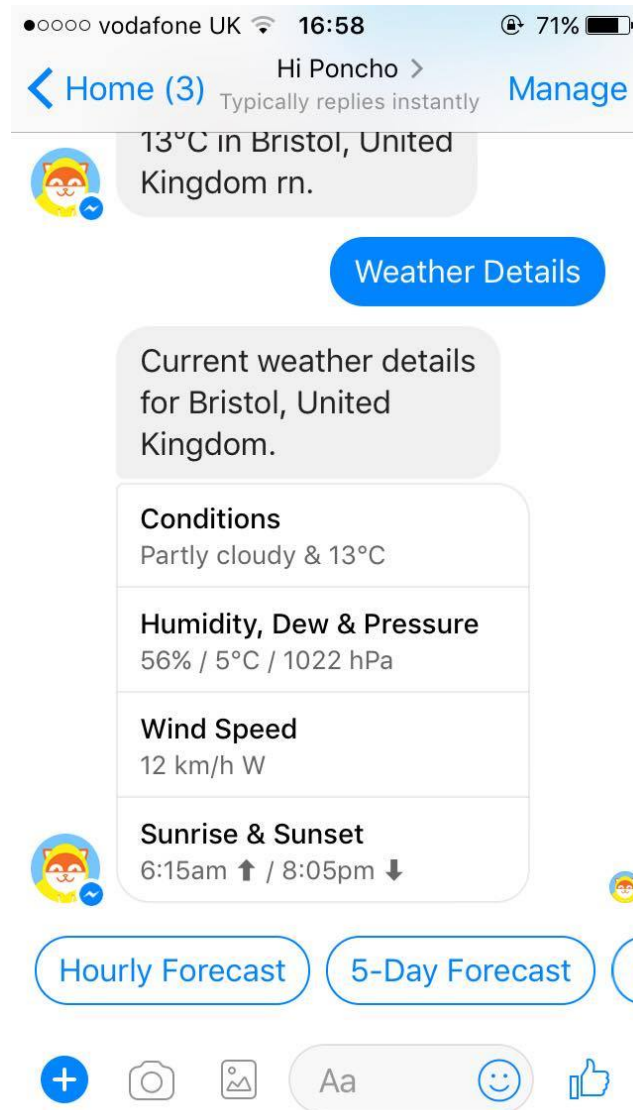 vodafone UK 16:58 71%
Hi Poncho >
Home (3) Typically replies instantly Manage
13°C in Bristol, United
Kingdom rn.
Weather Details
Current weather details
for Bristol, United
Kingdom.
Conditions
Partly cloudy & 13°C
Humidity, Dew & Pressure
56% / 5°C / 1022 hPa
Wind Speed
12 km/h W
Sunrise & Sunset
6:15am ⬆ / 8:05pm ⬇
Hourly Forecast 5-Day Forecast
Aa